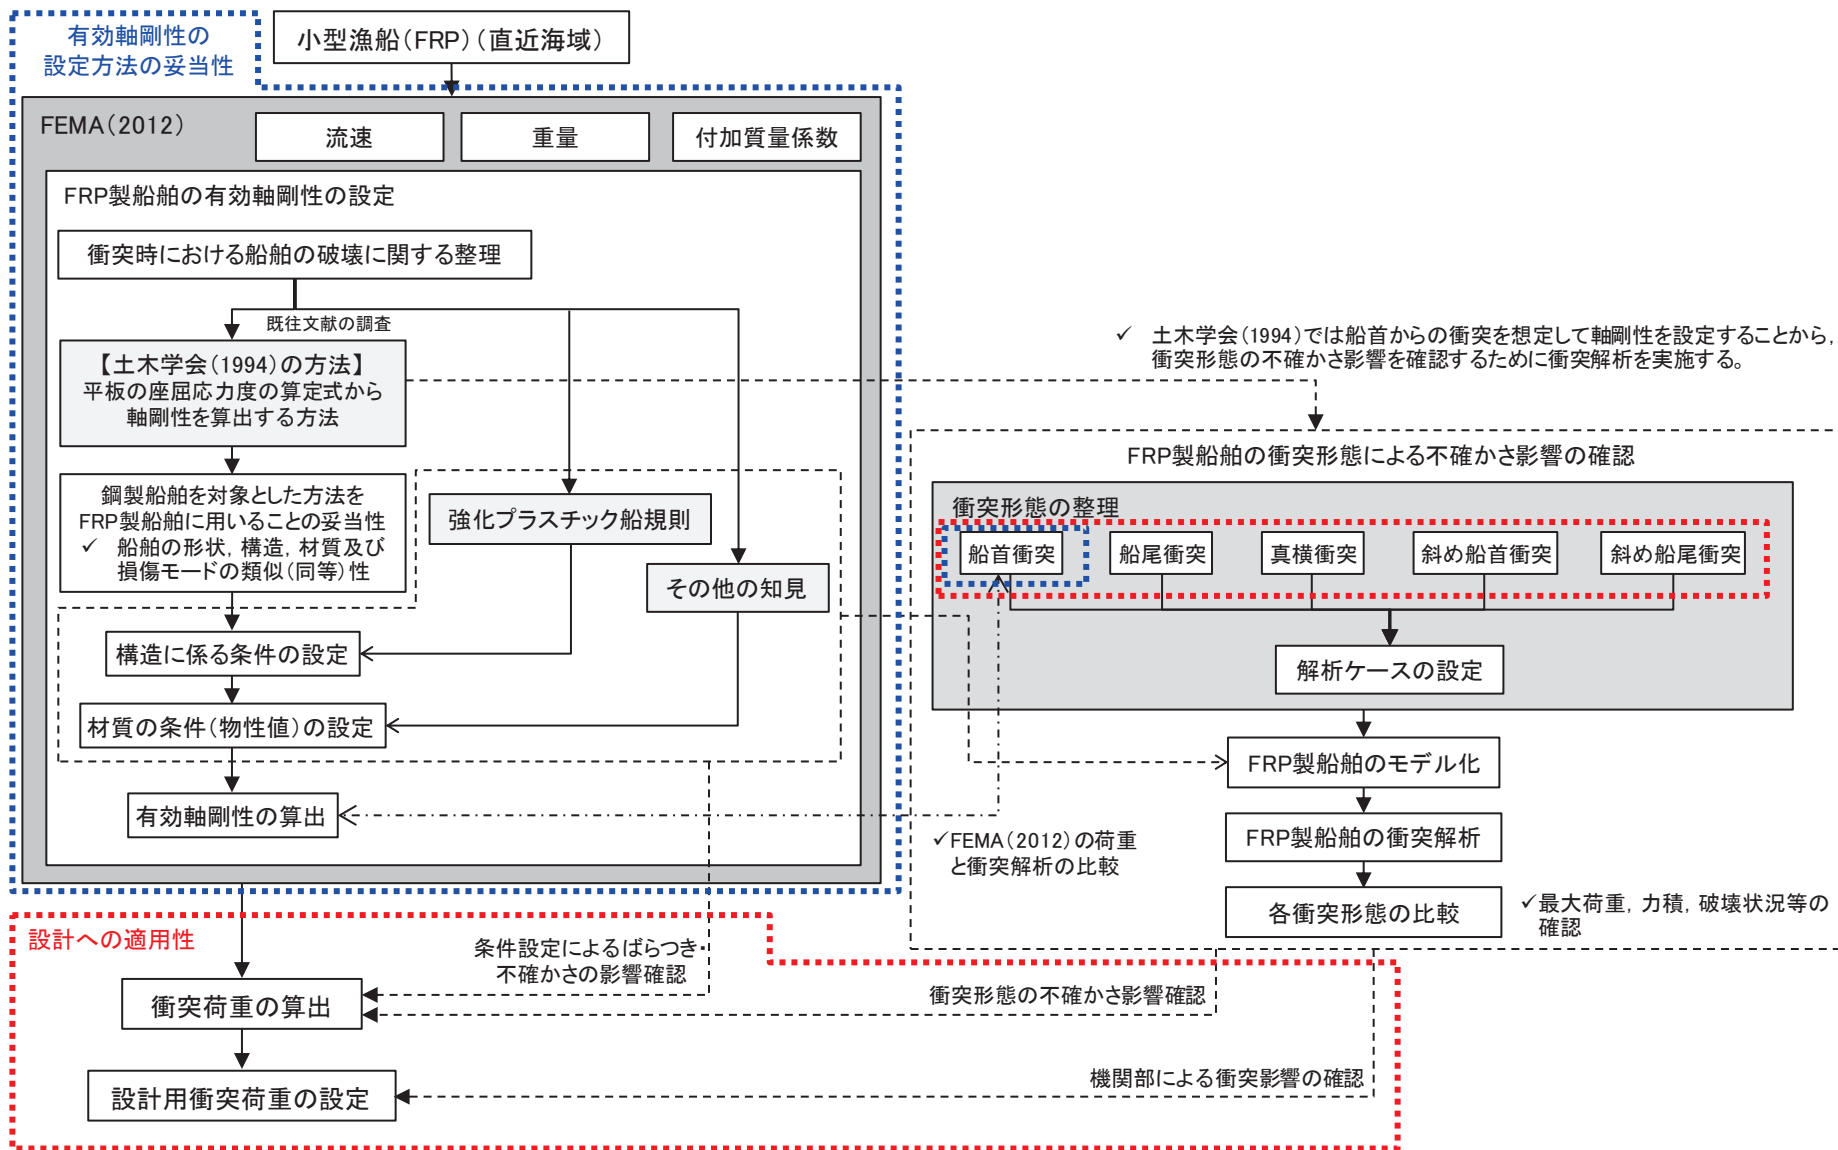 有効軸剛性の
設定方法の妥当性
小型漁船(FRP)(直近海域)
FEMA(2012)
流速
重量
付加質量係数
FRP製船舶の有効軸剛性の設定
衝突時における船舶の破壊に関する整理
既往文献の調査
【土木学会(1994)の方法】
平板の座屈応力度の算定式から
軸剛性を算出する方法
鋼製船舶を対象とした方法を
FRP製船舶に用いることの妥当性
✓ 船舶の形状, 構造, 材質及び
損傷モードの類似(同等)性
強化プラスチック船規則
その他の知見
構造に係る条件の設定
材質の条件(物性値)の設定
有効軸剛性の算出
✓ 土木学会(1994)では船首からの衝突を想定して軸剛性を設定することから,
衝突形態の不確かさ影響を確認するために衝突解析を実施する。
FRP製船舶の衝突形態による不確かさ影響の確認
衝突形態の整理
船首衝突
船尾衝突
真横衝突
斜め船首衝突
斜め船尾衝突
解析ケースの設定
FRP製船舶のモデル化
FRP製船舶の衝突解析
各衝突形態の比較
✓FEMA(2012)の荷重
と衝突解析の比較
✓最大荷重, 力積, 破壊状況等の
確認
設計への適用性
条件設定によるばらつき・
不確かさの影響確認
衝突荷重の算出
衝突形態の不確かさ影響確認
設計用衝突荷重の設定
機関部による衝突影響の確認